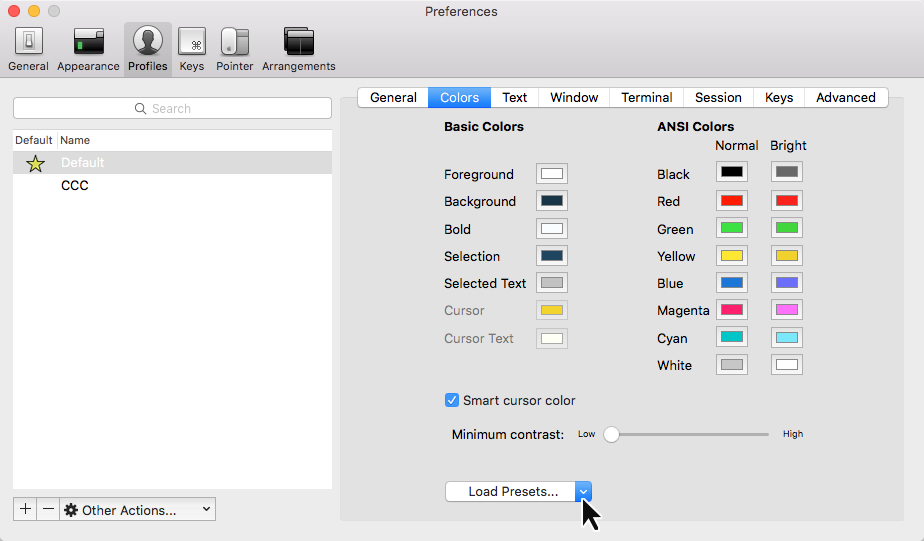 Preferences
General Appearance Profiles Keys Pointer Arrangements
Search
Default Name
Default
CCC
+ − Other Actions...
General Colors Text Window Terminal Session Keys Advanced
Basic Colors
Foreground
Background
Bold
Selection
Selected Text
Cursor
Cursor Text
ANSI Colors
Normal Bright
Black
Red
Green
Yellow
Blue
Magenta
Cyan
White
Smart cursor color
Minimum contrast: Low High
Load Presets...